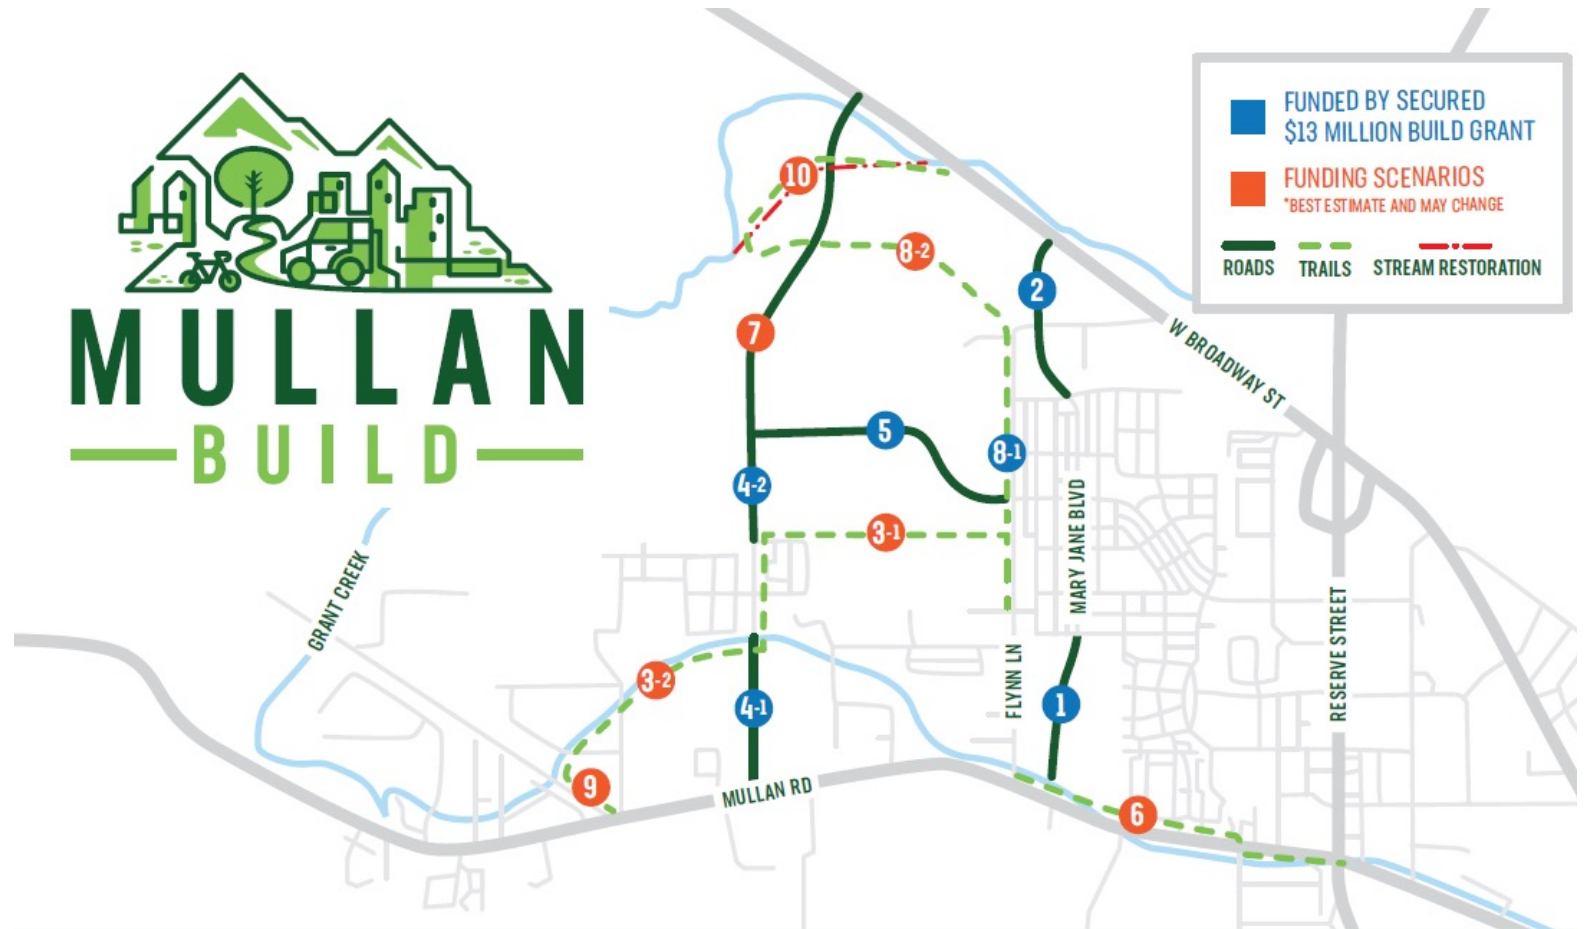 MULLAN
BUILD
FUNDED BY SECURED
$13 MILLION BUILD GRANT
FUNDING SCENARIOS
*BEST ESTIMATE AND MAY CHANGE
ROADS
TRAILS
STREAM RESTORATION
10
8-2
2
7
W BROADWAY ST
5
8-1
4-2
MARY JANE BLVD
3-1
GRANT CREEK
RESERVE STREET
3-2
FLYNN LN
4-1
1
9
MULLAN RD
6